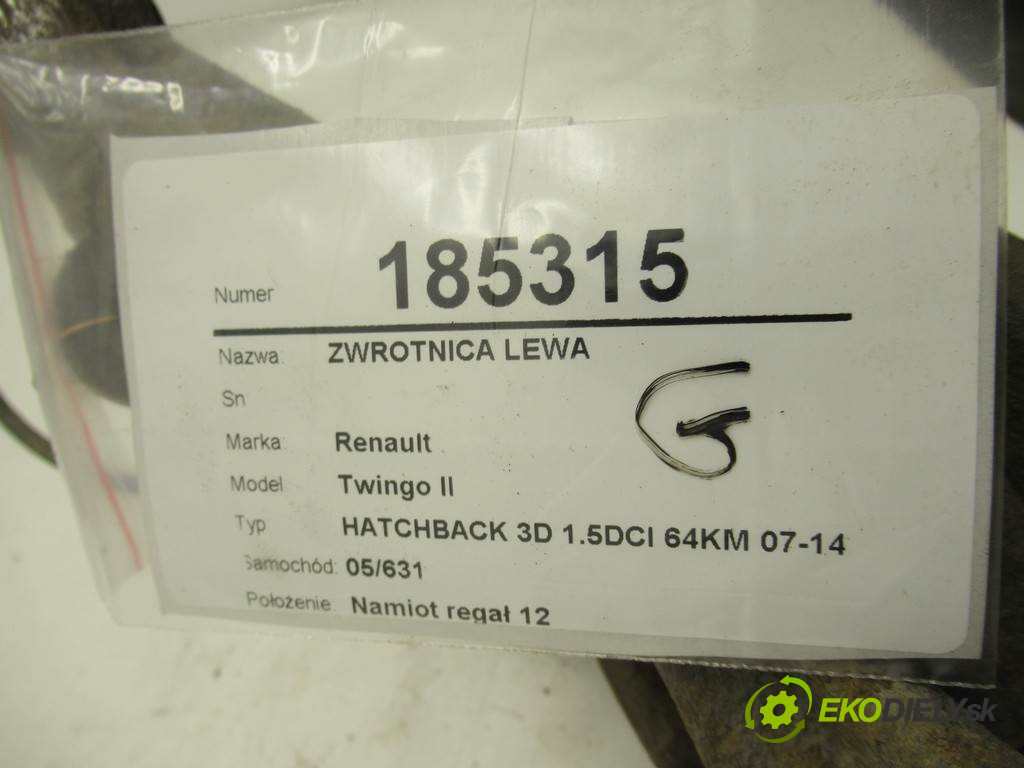 Numer 185315
Nazwa: ZWROTNICA LEWA
Sn
G
Marka: Renault
Model Twingo II
Typ HATCHBACK 3D 1.5DCI 64KM 07-14
Samochód: 05/631
Położenie: Namiot regał 12
EKODIELY.sk